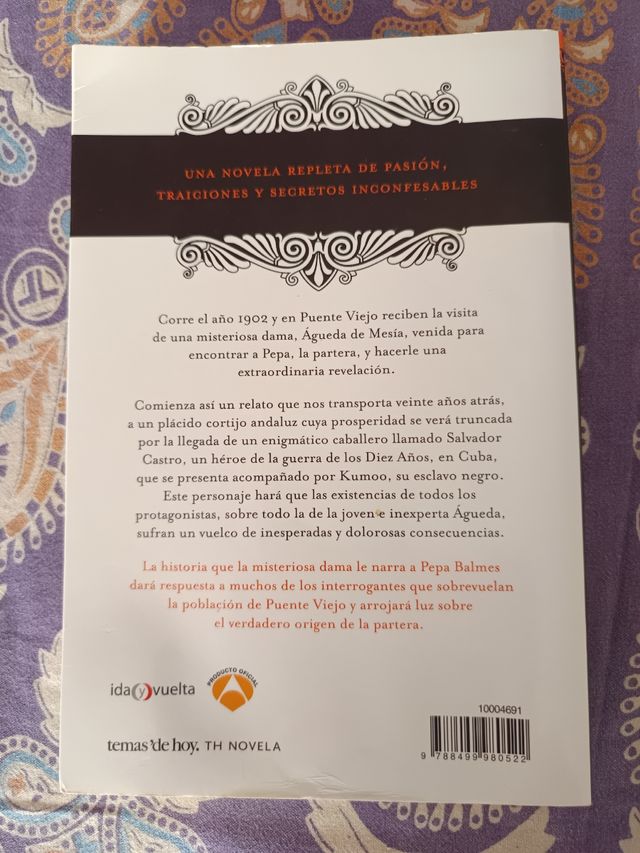 UNA NOVELA REPLETA DE PASIÓN,
TRAICIONES Y SECRETOS INCONFESABLES
Corre el año 1902 y en Puente Viejo reciben la visita
de una misteriosa dama, Águeda de Mesía, venida para
encontrar a Pepa, la partera, y hacerle una
extraordinaria revelación.
Comienza así un relato que nos transporta veinte años atrás,
a un plácido cortijo andaluz cuya prosperidad se verá truncada
por la llegada de un enigmático caballero llamado Salvador
Castro, un héroe de la guerra de los Diez Años, en Cuba,
que se presenta acompañado por Kumoo, su esclavo negro.
Este personaje hará que las existencias de todos los
protagonistas, sobre todo la de la joven e inexperta Águeda,
sufran un vuelco de inesperadas y dolorosas consecuencias.
La historia que la misteriosa dama le narra a Pepa Balmes
dará respuesta a muchos de los interrogantes que sobrevuelan
la población de Puente Viejo y arrojará luz sobre
el verdadero origen de la partera.
ida y vuelta
PRODUCTO OFICIAL
temas'de hoy. TH NOVELA
10004691
9 788499 980522